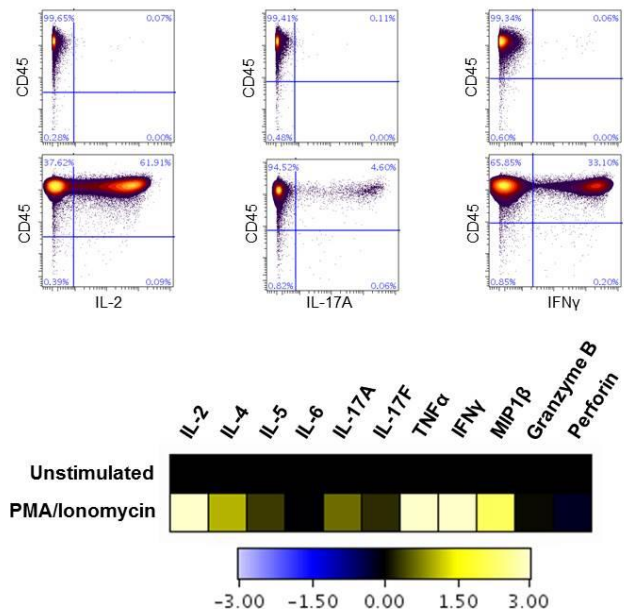 99.65% 0.07% 99.41% 0.11% 99.34% 0.06%
CD45 CD45 CD45
0.28% 0.00% 0.48% 0.00% 0.60% 0.00%
37.62% 61.91% 94.52% 4.60% 65.85% 33.10%
CD45 CD45 CD45
0.39% 0.09% 0.82% 0.06% 0.85% 0.20%
IL-2 IL-17A IFNγ
IL-2 IL-4 IL-5 IL-6 IL-17A IL-17F TNFα IFNγ MIP1β Granzyme B Perforin
Unstimulated
PMA/Ionomycin
-3.00 -1.50 0.00 1.50 3.00